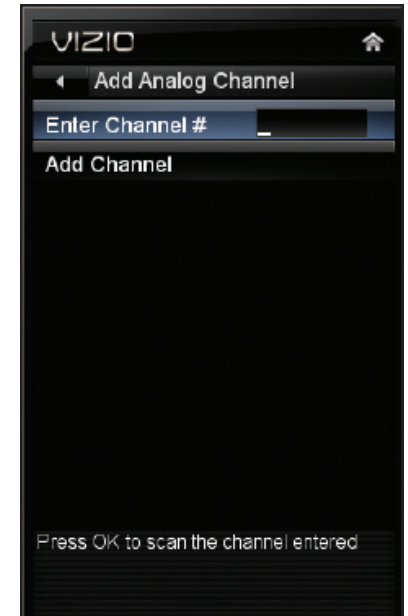 VIZIO
Add Analog Channel
Enter Channel #
Add Channel
Press OK to scan the channel entered